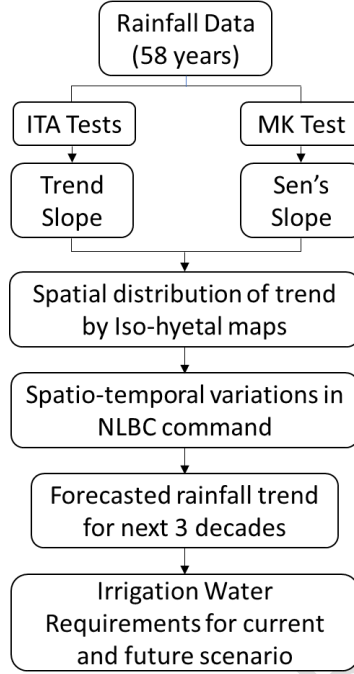 Rainfall Data
(58 years)
ITA Tests
MK Test
Trend
Slope
Sen's
Slope
Spatial distribution of trend
by Iso-hyetal maps
Spatio-temporal variations in
NLBC command
Forecasted rainfall trend
for next 3 decades
Irrigation Water
Requirements for current
and future scenario